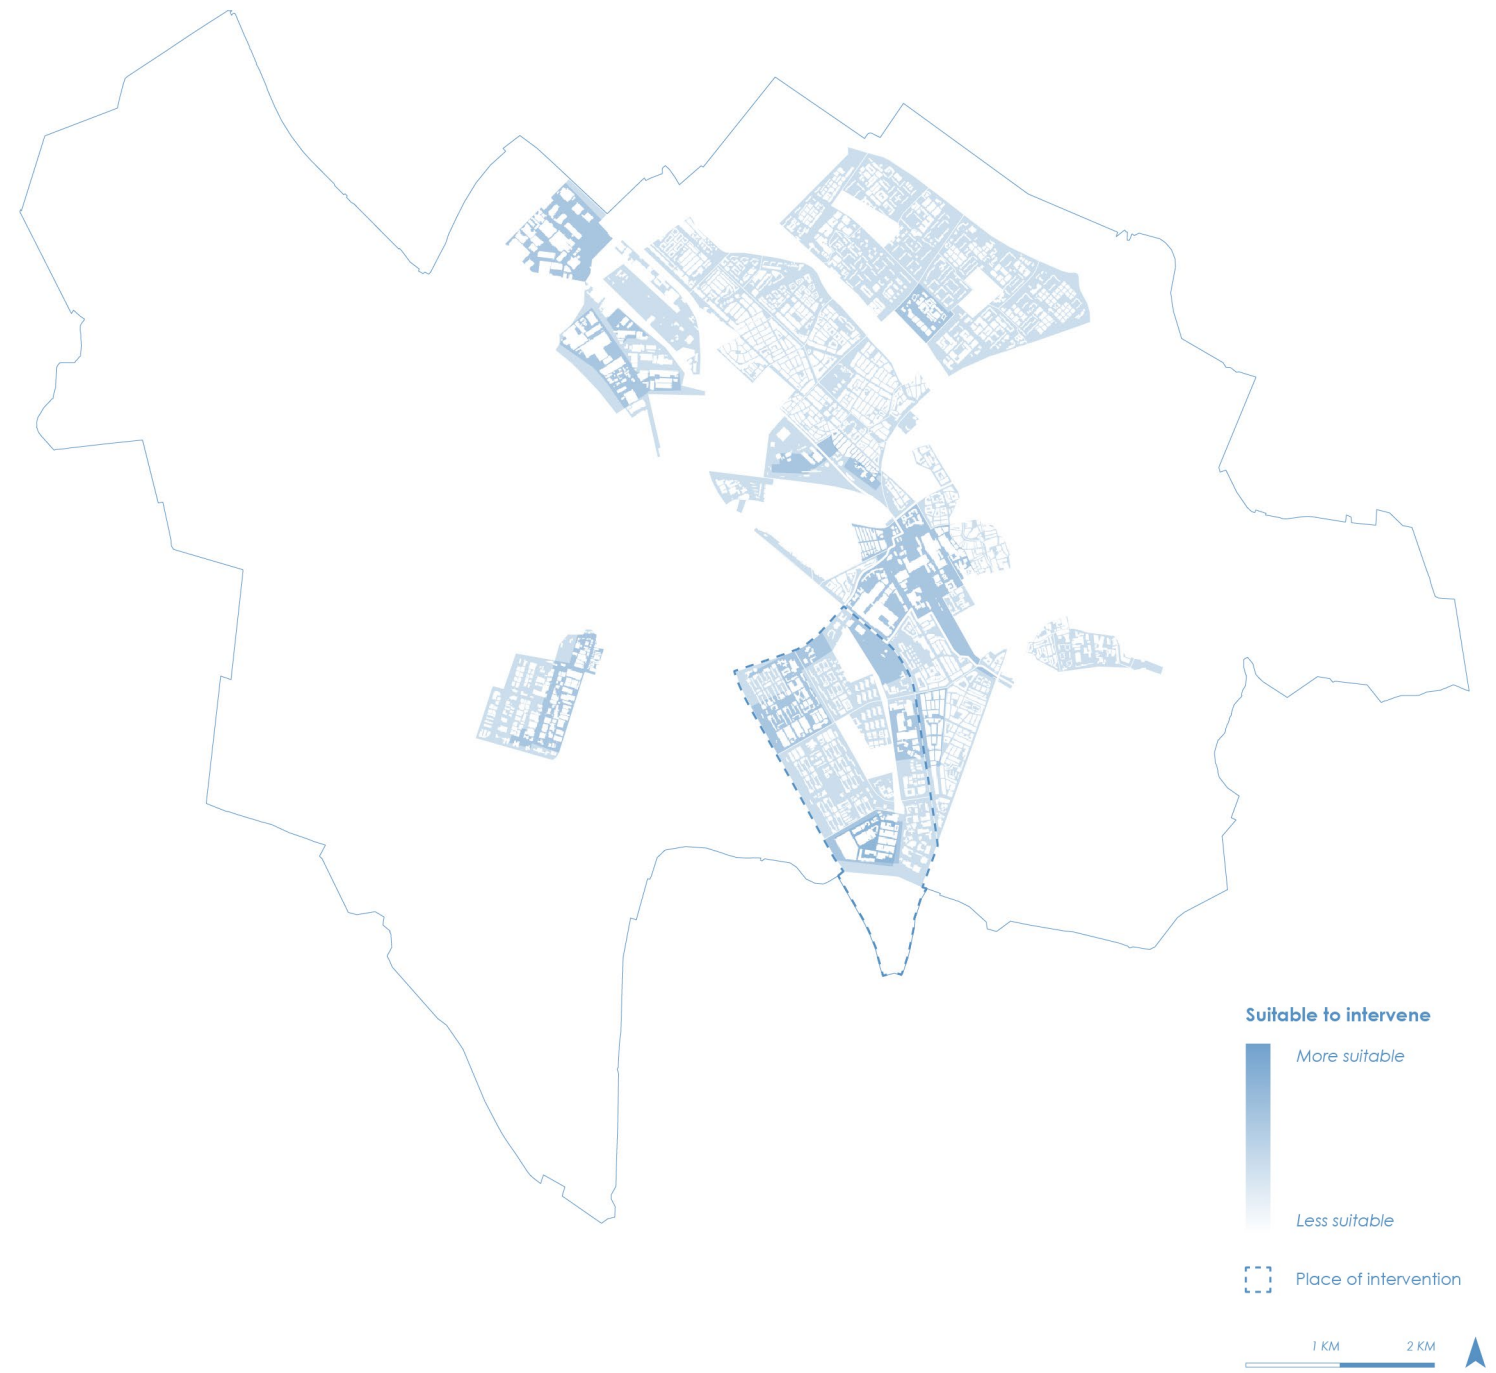 Suitable to intervene
More suitable
Less suitable
Place of intervention
1 KM 2 KM